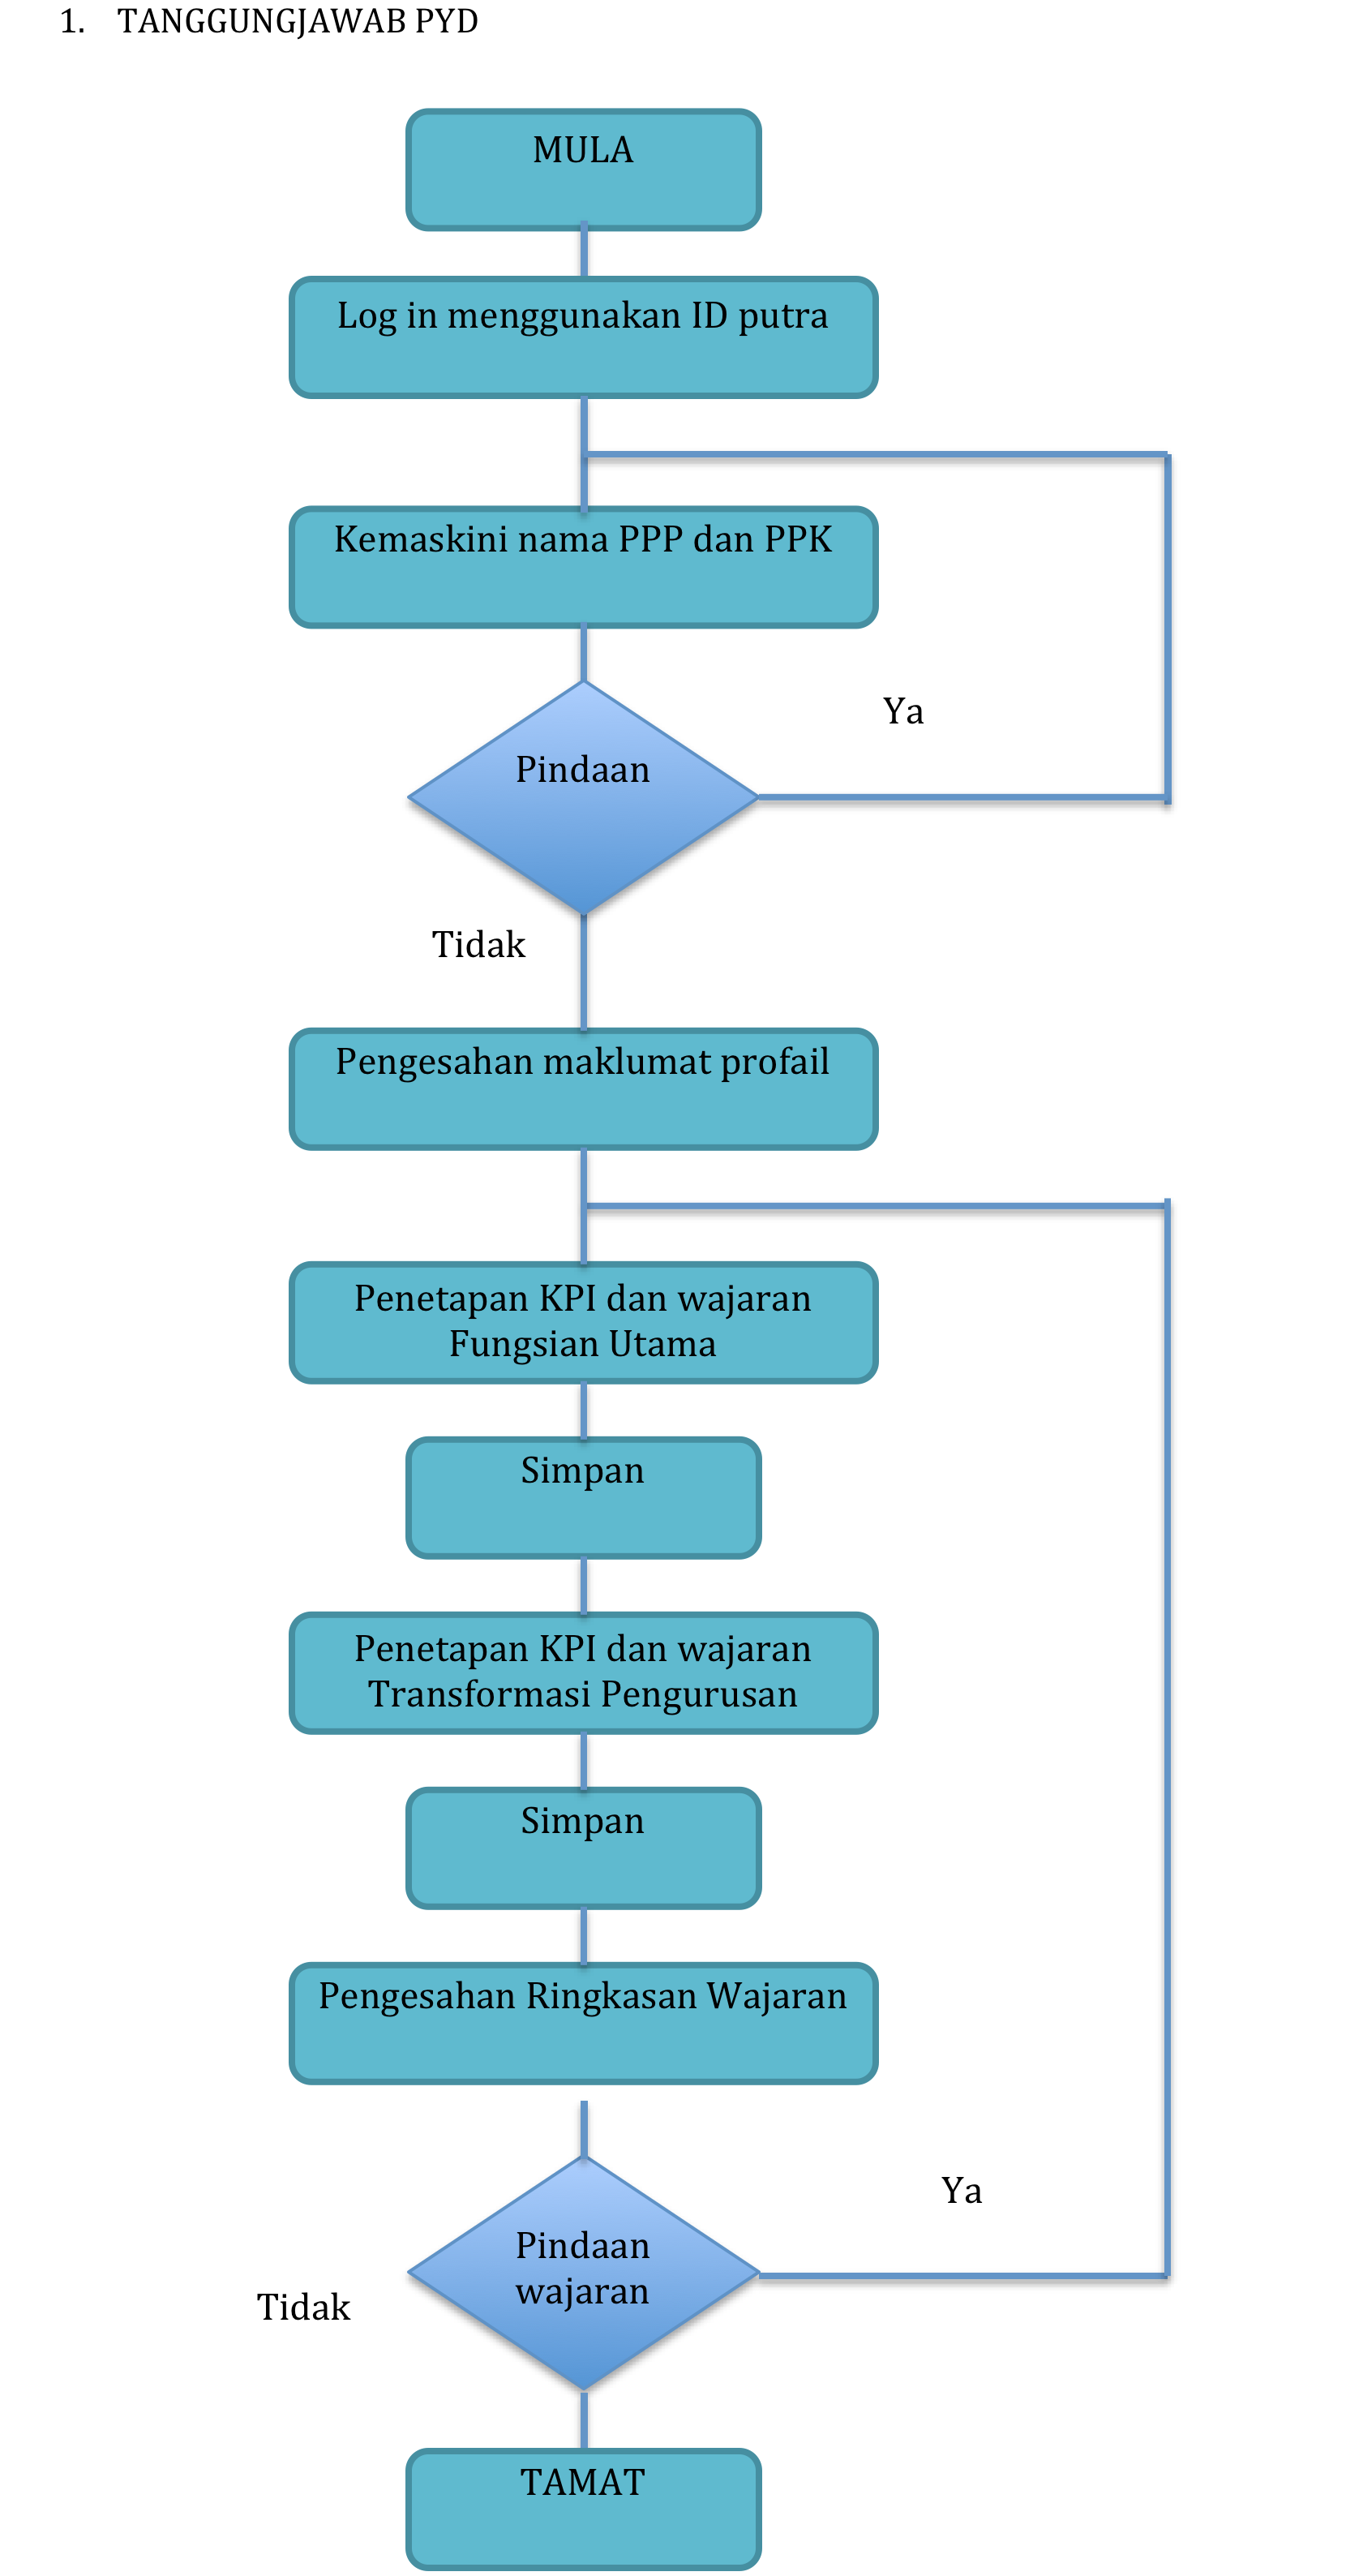 1. TANGGUNGJAWAB PYD
MULA
Log in menggunakan ID putra
Kemaskini nama PPP dan PPK
Ya
Pindaan
Tidak
Pengesahan maklumat profail
Penetapan KPI dan wajaran
Fungsian Utama
Simpan
Penetapan KPI dan wajaran
Transformasi Pengurusan
Simpan
Pengesahan Ringkasan Wajaran
Ya
Pindaan
wajaran
Tidak
TAMAT